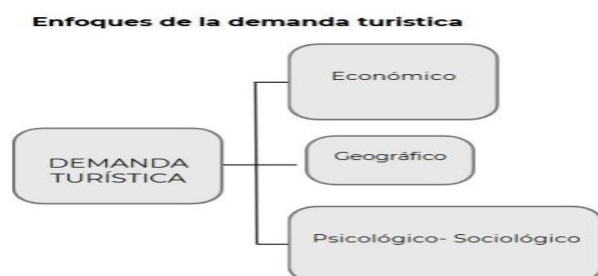 Enfoques de la demanda turistica
Económico
DEMANDA
TURÍSTICA
Geográfico
Psicológico- Sociológico